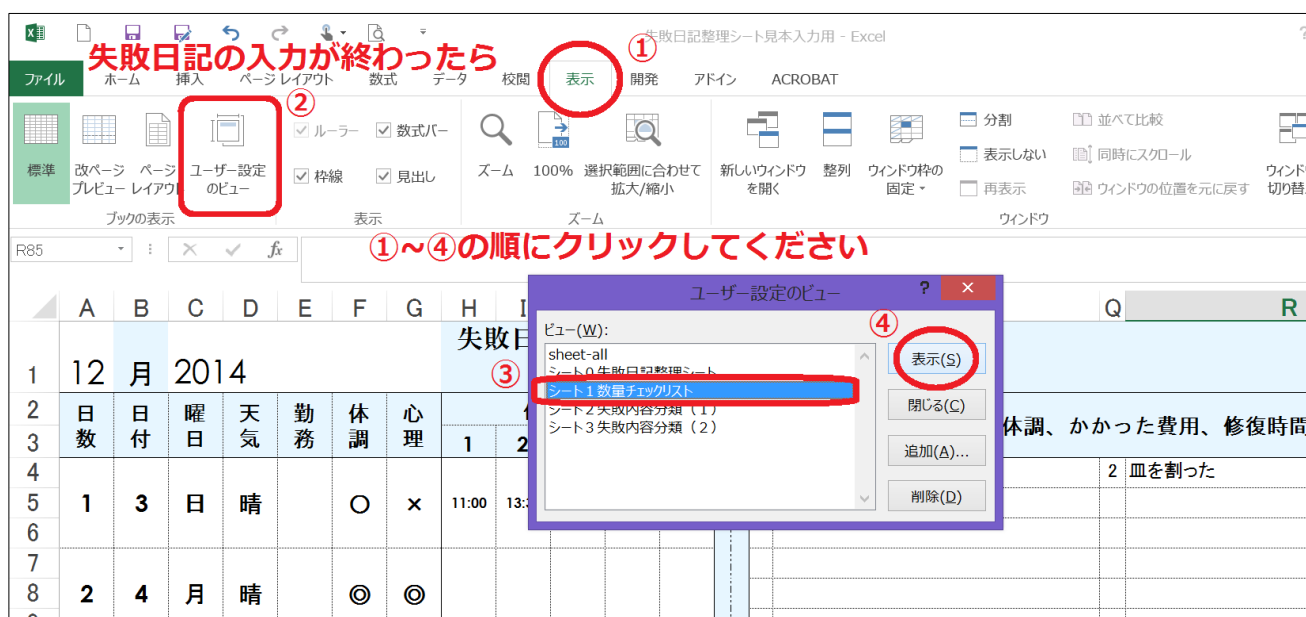 失敗日記整理シート見本入力用 - Excel
失敗日記の入力が終わったら
①
ファイル ホーム 挿入 ページ レイアウト 数式 データ 校閲 表示 開発 アドイン ACROBAT
②
標準
改ページ プレビュー
ページ レイアウト
ユーザー設定のビュー
ルーラー
数式バー
枠線
見出し
ズーム
100%
選択範囲に合わせて拡大/縮小
新しいウィンドウを開く
整列
ウィンドウ枠の固定
分割
表示しない
再表示
並べて比較
同時にスクロール
ウィンドウの位置を元に戻す
ブックの表示 表示 ズーム ウィンドウ
R85
fx
①~④の順にクリックしてください
A B C D E F G H I Q R
ユーザー設定のビュー ?
ビュー(W):
sheet-all
シート0失敗日記整理シート
シート1数量チェックリスト
シート2失敗内容分類(1)
シート3失敗内容分類(2)
③
④
表示(S)
閉じる(C)
追加(A)...
削除(D)
失敗日
1 12 月 2014
2 日数 日付 曜日 天気 勤務 休調 心理
3 1 2
体調、かかった費用、修復時間
4 2 皿を割った
5 1 3 日 晴 ○ × 11:00
6
7
8 2 4 月 晴 ◎ ◎